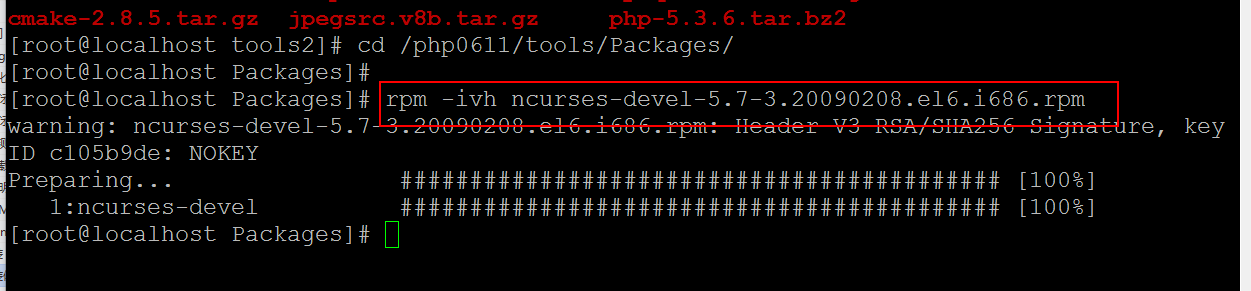 cmake-2.8.5.tar.gz jpegsrc.v8b.tar.gz php-5.3.6.tar.bz2
[root@localhost tools2]# cd /php0611/tools/Packages/
[root@localhost Packages]#
[root@localhost Packages]# rpm -ivh ncurses-devel-5.7-3.20090208.el6.i686.rpm
warning: ncurses-devel-5.7-3.20090208.el6.i686.rpm: Header V3 RSA/SHA256 Signature, key
ID c105b9de: NOKEY
Preparing... ########################################### [100%]
1:ncurses-devel ########################################### [100%]
[root@localhost Packages]#